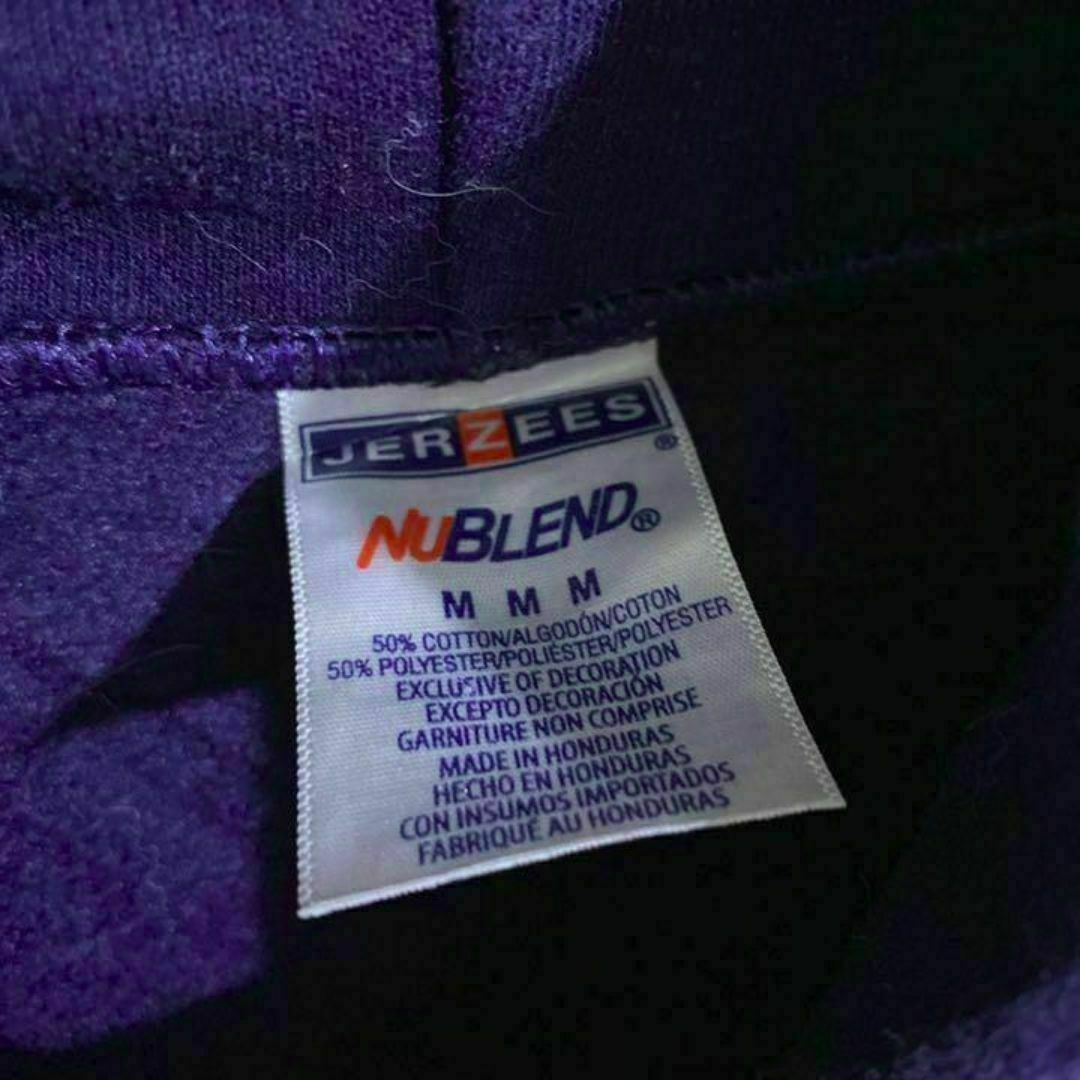 JERZEES®
NUBLEND®
M M M
50% COTTON/ALGODÓN/COTON
50% POLYESTER/POLIÉSTER/POLYESTER
EXCLUSIVE OF DECORATION
EXCEPTO DECORACIÓN
GARNITURE NON COMPRISE
MADE IN HONDURAS
HECHO EN HONDURAS
CON INSUMOS IMPORTADOS
FABRIQUÉ AU HONDURAS